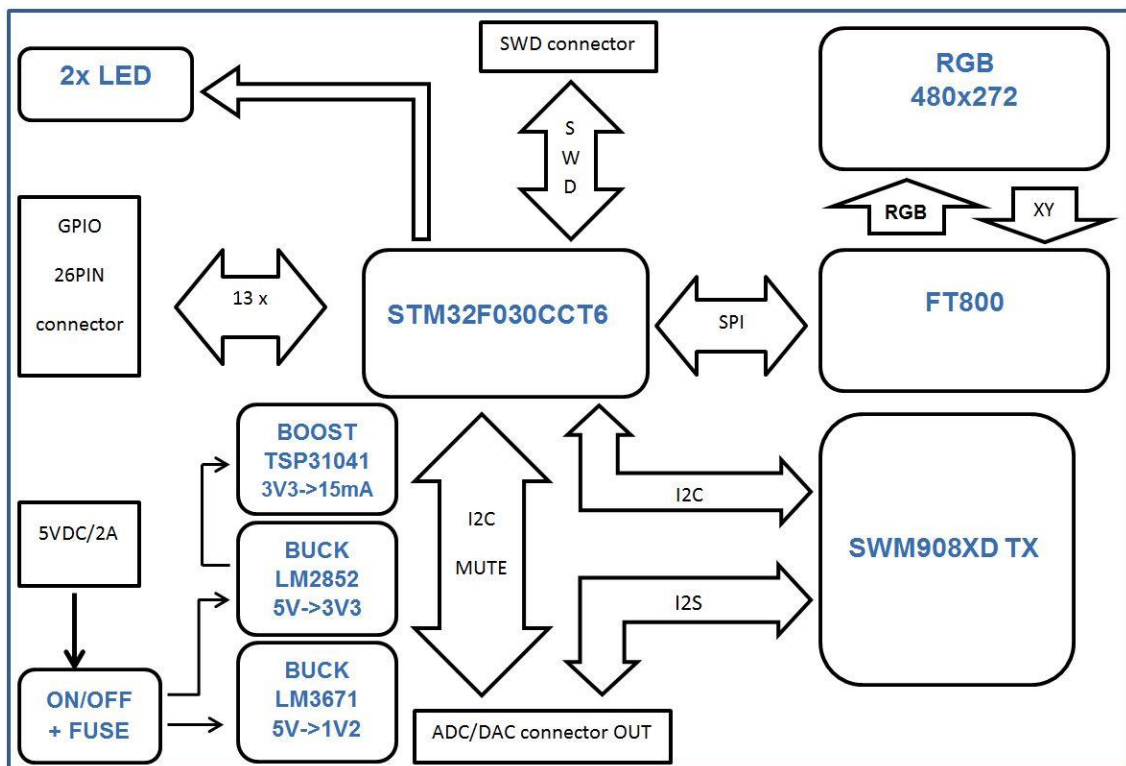 SWD connector
2x LED
RGB
480x272
S
W
D
GPIO
26PIN
connector
13 x
STM32F030CCT6
SPI
RGB
XY
FT800
BOOST
TSP31041
3V3->15mA
5VDC/2A
BUCK
LM2852
5V->3V3
I2C
MUTE
I2C
SWM908XD TX
I2S
ON/OFF
+ FUSE
BUCK
LM3671
5V->1V2
ADC/DAC connector OUT